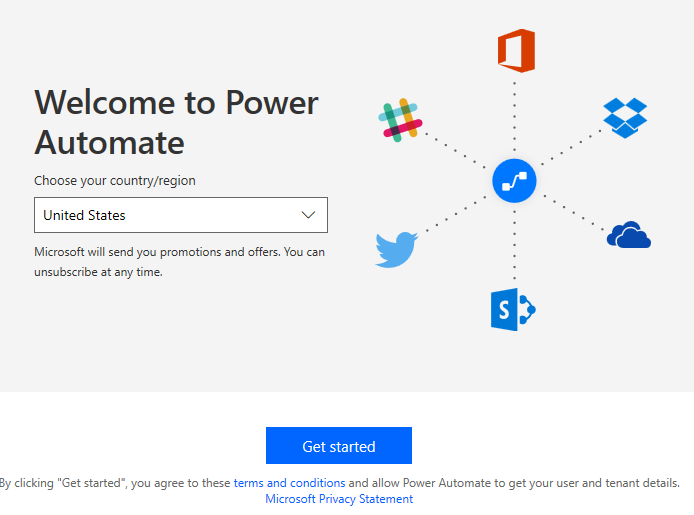 Welcome to Power
Automate
Choose your country/region
United States
Microsoft will send you promotions and offers. You can
unsubscribe at any time.
S
Get started
By clicking "Get started", you agree to these terms and conditions and allow Power Automate to get your user and tenant details.
Microsoft Privacy Statement